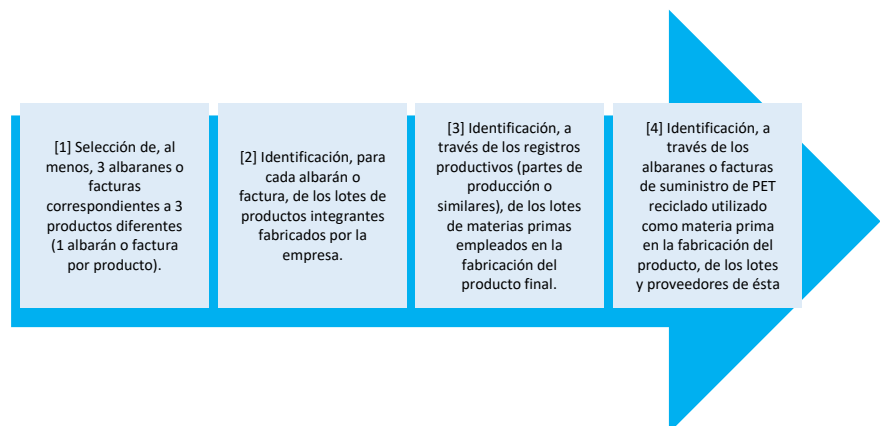 [1] Selección de, al
menos, 3 albaranes o
facturas
correspondientes a 3
productos diferentes
(1 albarán o factura
por producto).
[2] Identificación, para
cada albarán o
factura, de los lotes de
productos integrantes
fabricados por la
empresa.
[3] Identificación, a
través de los registros
productivos (partes de
producción o
similares), de los lotes
de materias primas
empleados en la
fabricación del
producto final.
[4] Identificación, a
través de los
albaranes o facturas
de suministro de PET
reciclado utilizado
como materia prima
en la fabricación del
producto, de los lotes
y proveedores de ésta